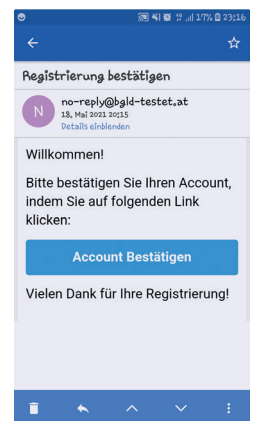 17% 23:16
Registrierung bestätigen
N
no-reply@bgld-testet.at
18. Mai 2021 20:15
Details einblenden
Willkommen!
Bitte bestätigen Sie Ihren Account,
indem Sie auf folgenden Link
klicken:
Account Bestätigen
Vielen Dank für Ihre Registrierung!